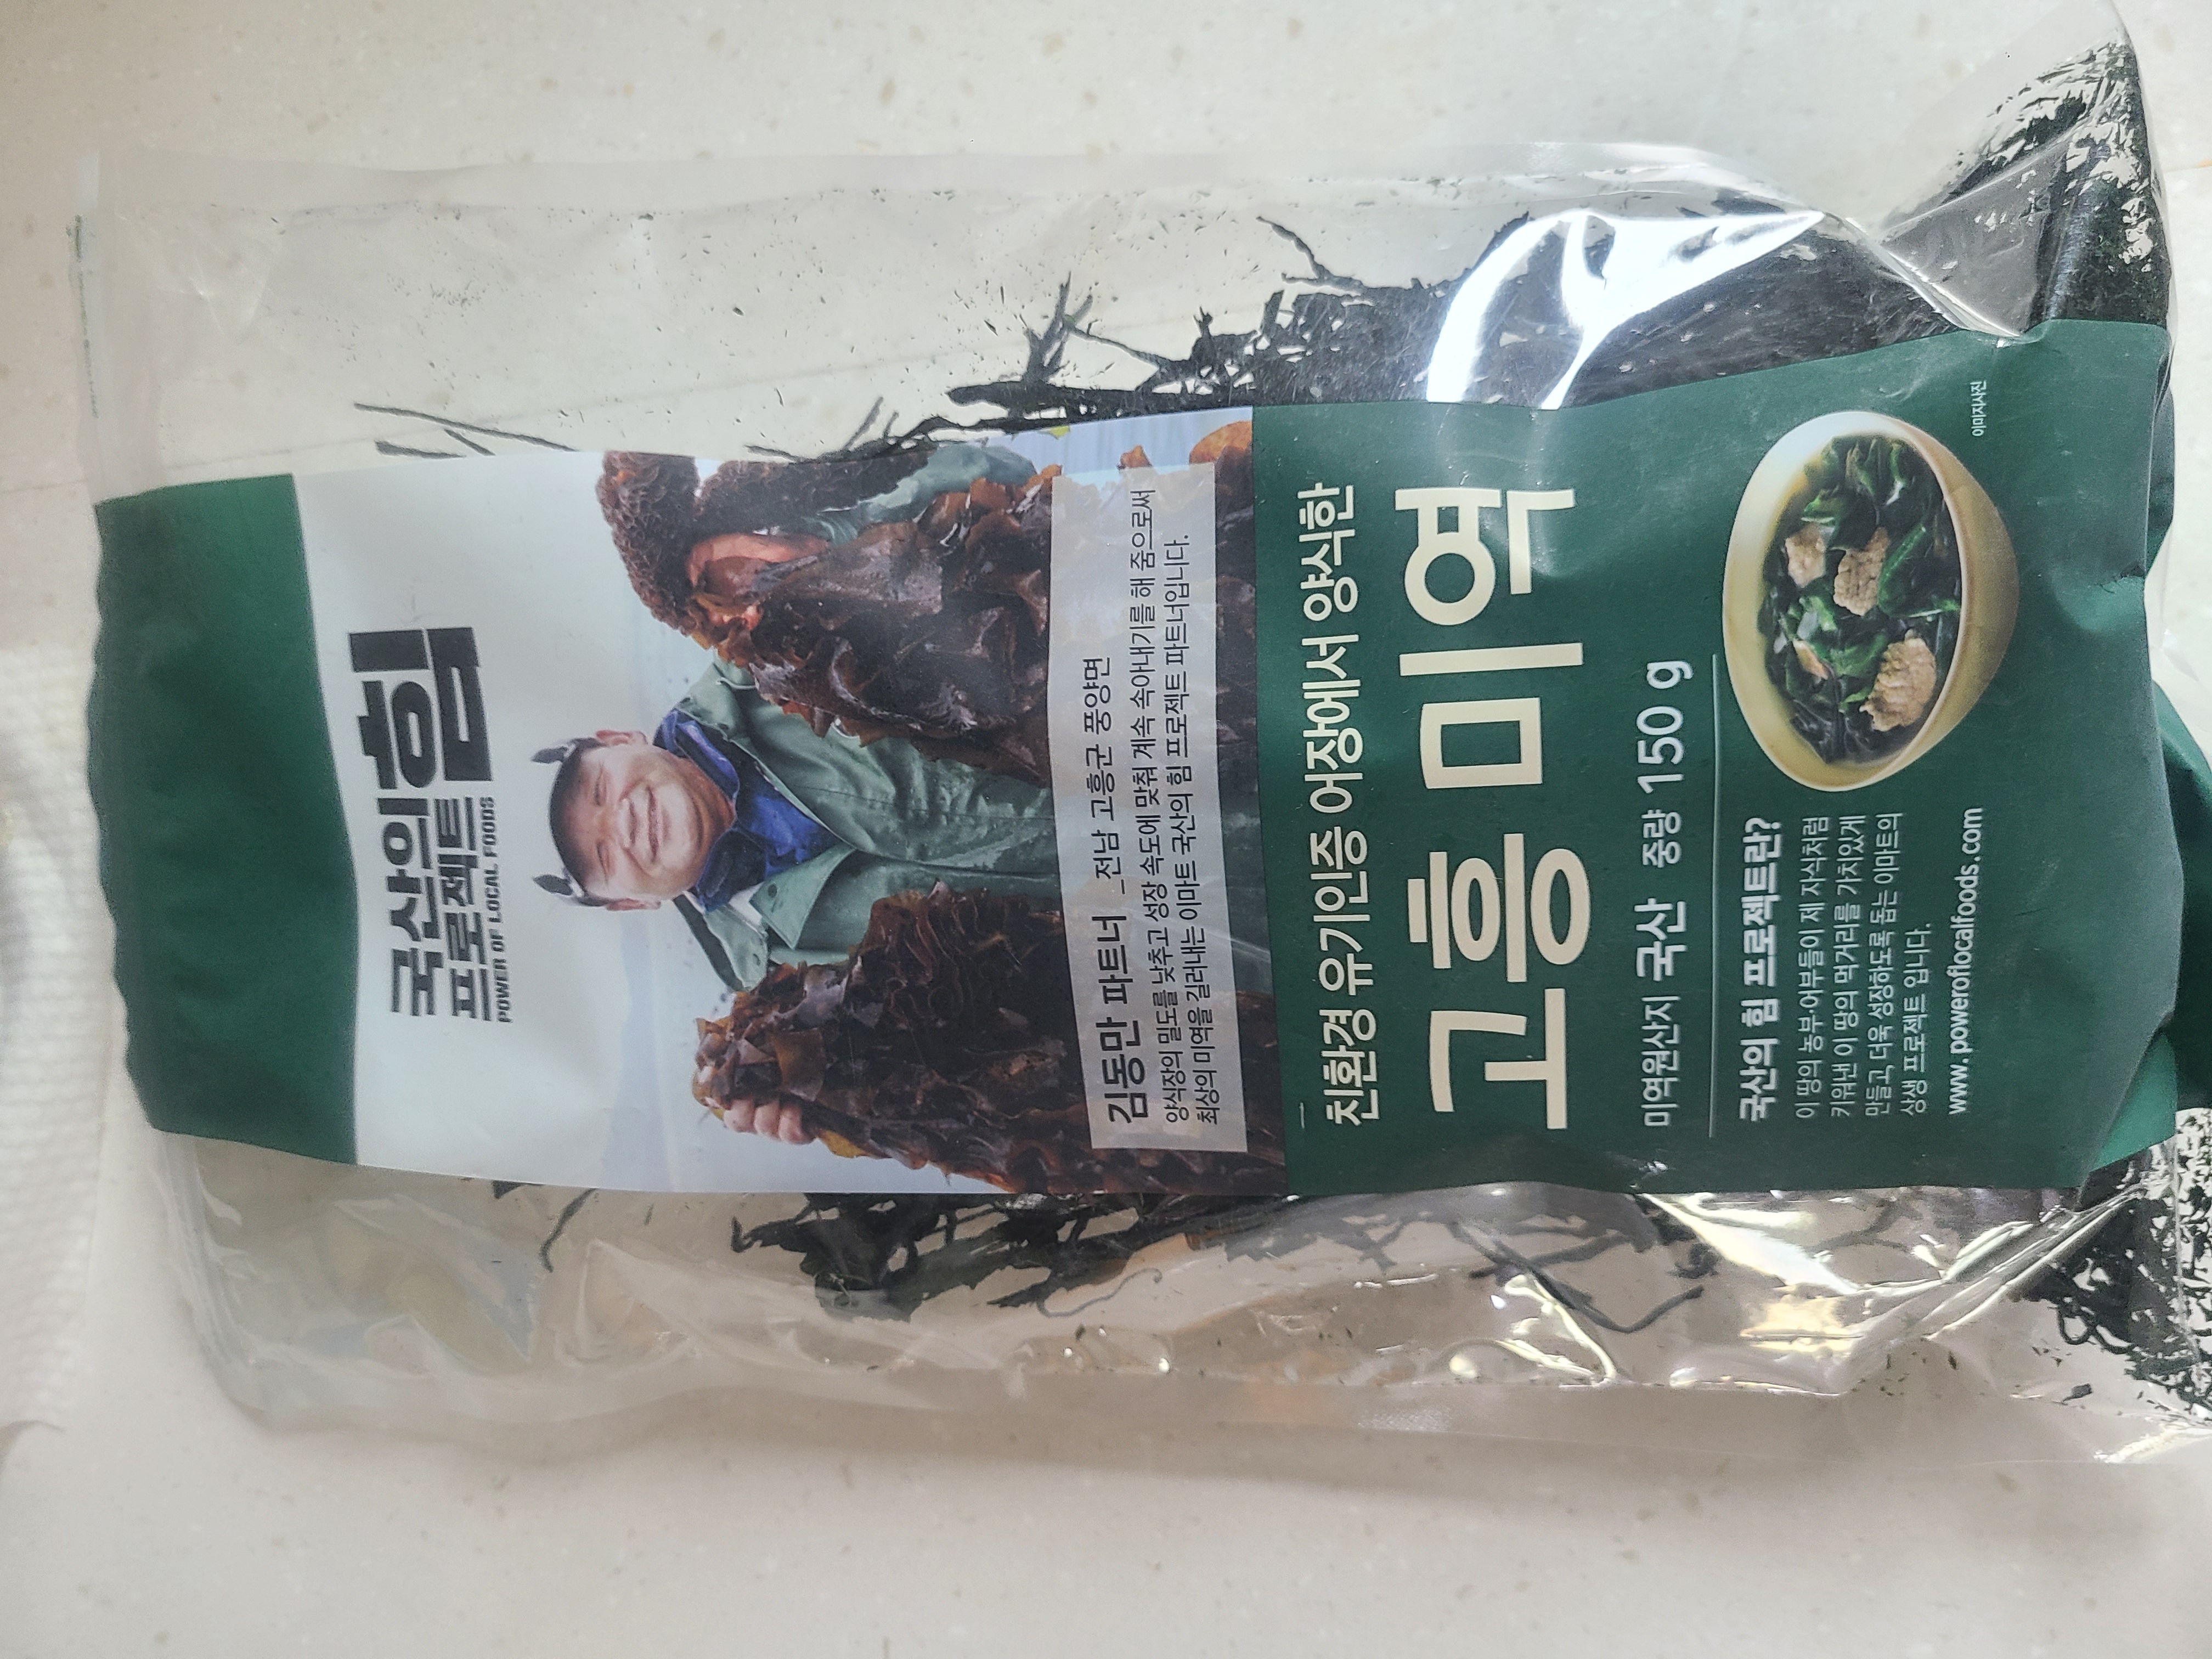 국산의힘
프로젝트
POWER OF LOCAL FOODS
김동만 파트너 _전남 고흥군 풍양면
양식장의 밀도를 낮추고 성장 속도에 맞춰 계속 솎아내기를 해 줌으로써
최상의 미역을 길러내는 이마트 국산의 힘 프로젝트 파트너입니다.
친환경 유기인증 어장에서 양식한
고흥미역
미역원산지 국산 중량 150 g
국산의 힘 프로젝트란?
이 땅의 농부·어부들이 제 자식처럼
키워낸 이 땅의 먹거리를 가치있게
만들고, 더욱 성장하도록 돕는 이마트의
상생 프로젝트 입니다.
www.poweroflocalfoods.com
이미지사진